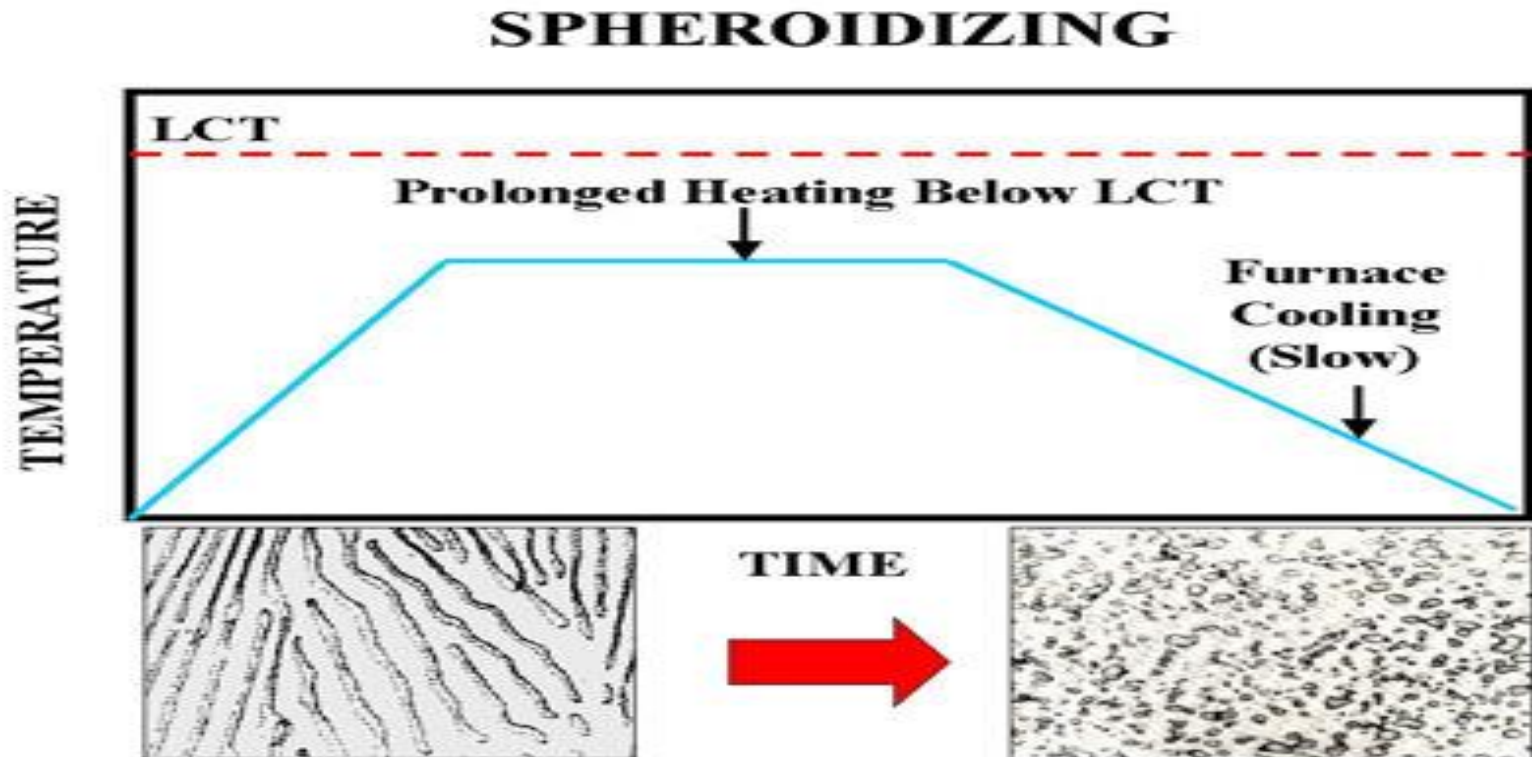 SPHEROIDIZING
LCT
Prolonged Heating Below LCT
Furnace
Cooling
(Slow)
TEMPERATURE
TIME